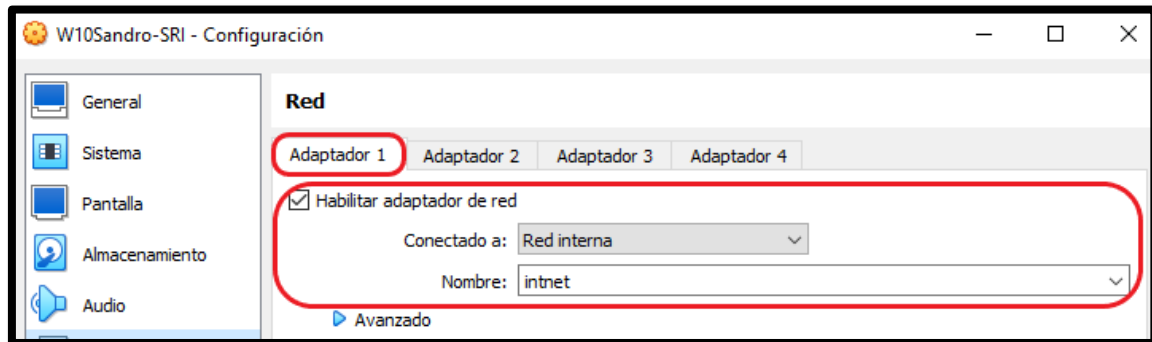 W10Sandro-SRI - Configuración
General
Sistema
Pantalla
Almacenamiento
Audio
Red
Adaptador 1 Adaptador 2 Adaptador 3 Adaptador 4
Habilitar adaptador de red
Conectado a: Red interna
Nombre: intnet
Avanzado